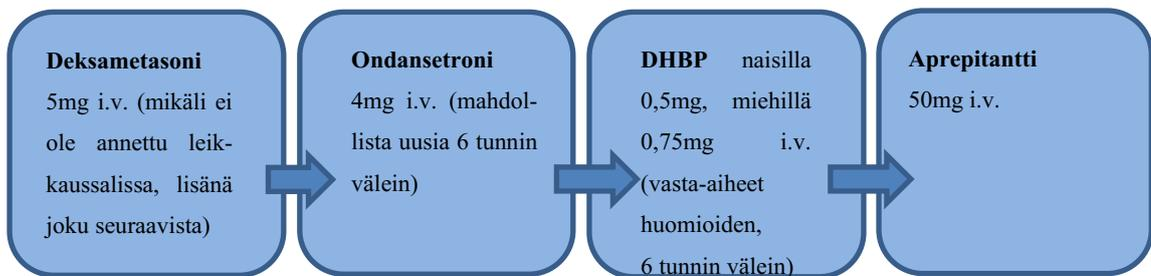 Deksametasoni
5mg i.v. (mikäli ei
ole annettu leik-
kaussalissa, lisänä
joku seuraavista)
Ondansetroni
4mg i.v. (mahdol-
lista uusia 6 tunnin
välein)
DHBP naisilla
0,5mg, miehillä
0,75mg i.v.
(vasta-aiheet
huomioiden,
6 tunnin välein)
Aprepitantti
50mg i.v.